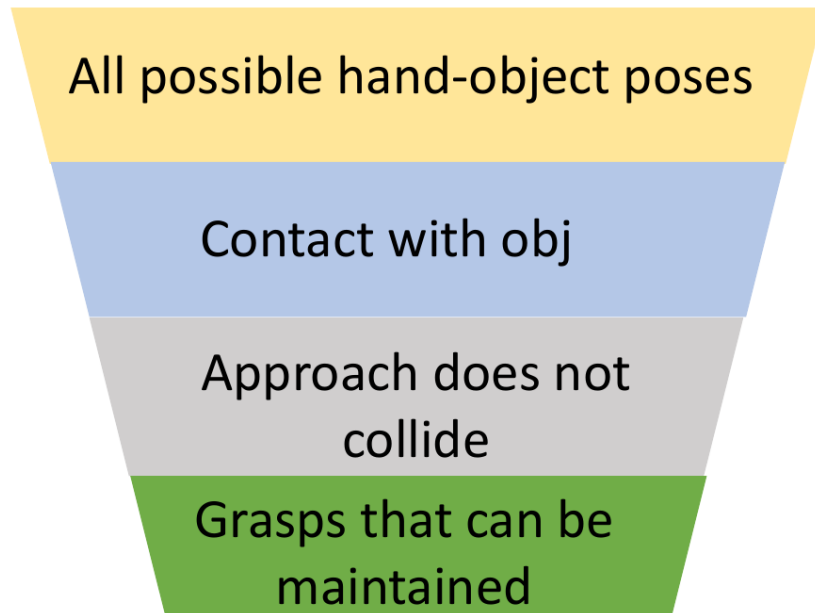 All possible hand-object poses
Contact with obj
Approach does not
collide
Grasps that can be
maintained